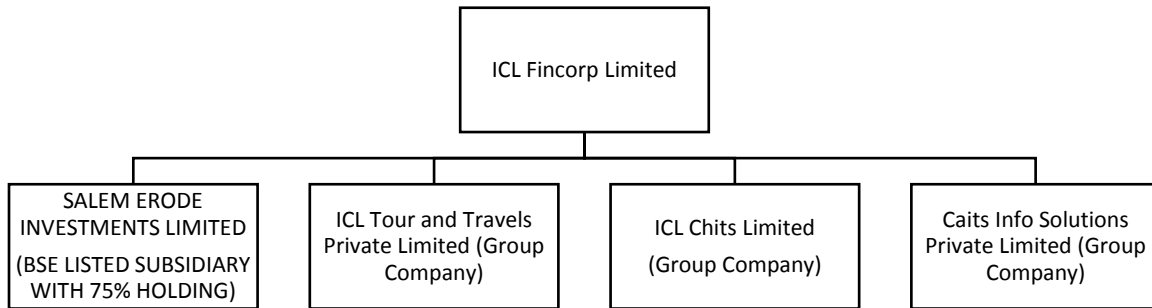 ICL Fincorp Limited
SALEM ERODE
INVESTMENTS LIMITED
(BSE LISTED SUBSIDIARY
WITH 75% HOLDING)
ICL Tour and Travels
Private Limited (Group
Company)
ICL Chits Limited
(Group Company)
Caits Info Solutions
Private Limited (Group
Company)